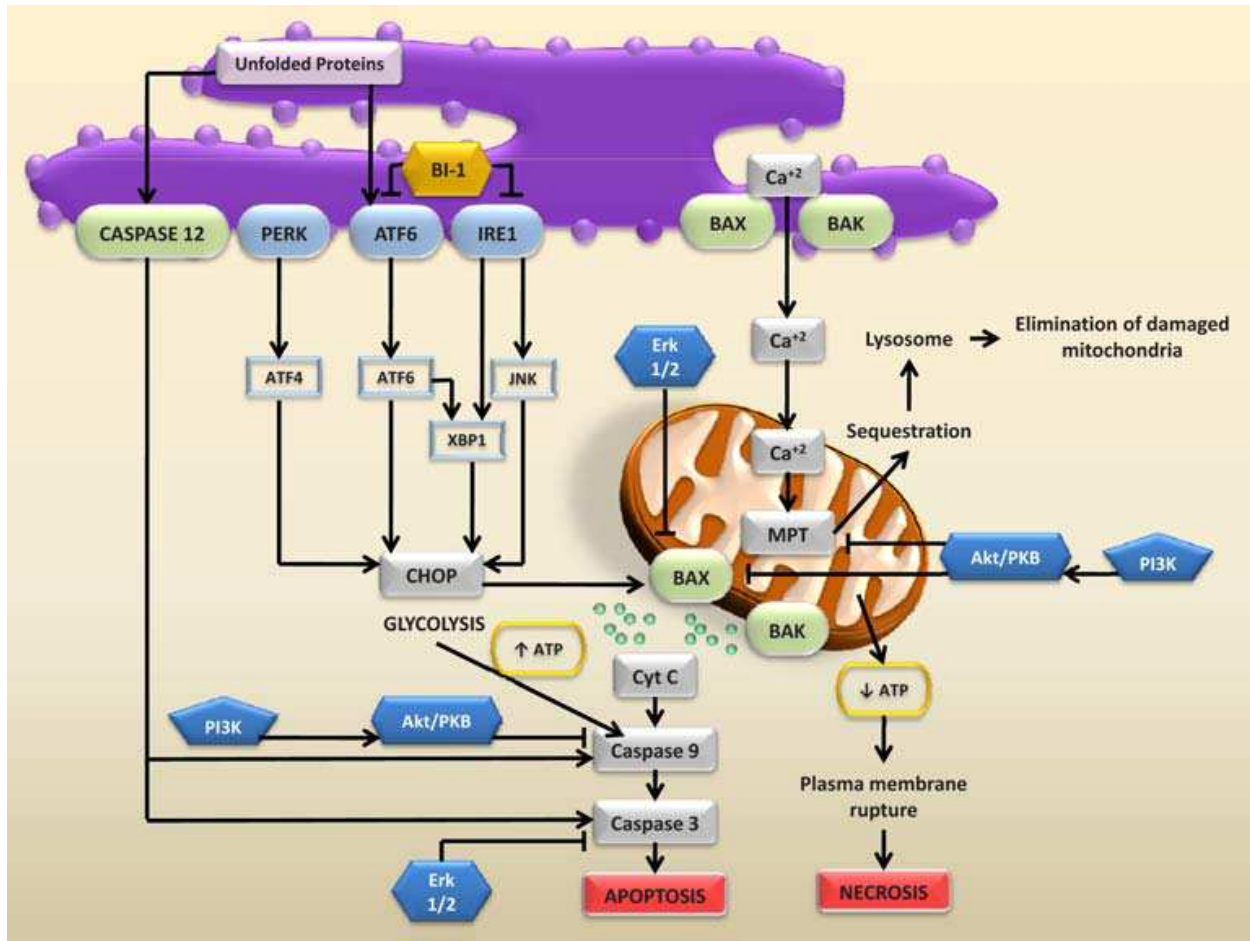 Unfolded Proteins
BI-1
Ca+2
CASPASE 12
PERK
ATF6
IRE1
BAX
BAK
Erk
1/2
Ca+2
Lysosome
Elimination of damaged
mitochondria
ATF4
ATF6
JNK
XBP1
Ca+2
Sequestration
MPT
Akt/PKB
PI3K
CHOP
BAX
GLYCOLYSIS
↑ ATP
BAK
Cyt C
↓ ATP
PI3K
Akt/PKB
Caspase 9
Plasma membrane
rupture
Caspase 3
Erk
1/2
APOPTOSIS
NECROSIS